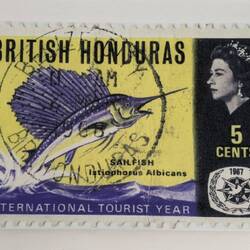 BRITISH HONDURAS
5
CENTS
SAILFISH
Istiophorus Albicans
1967
INTERNATIONAL TOURIST YEAR